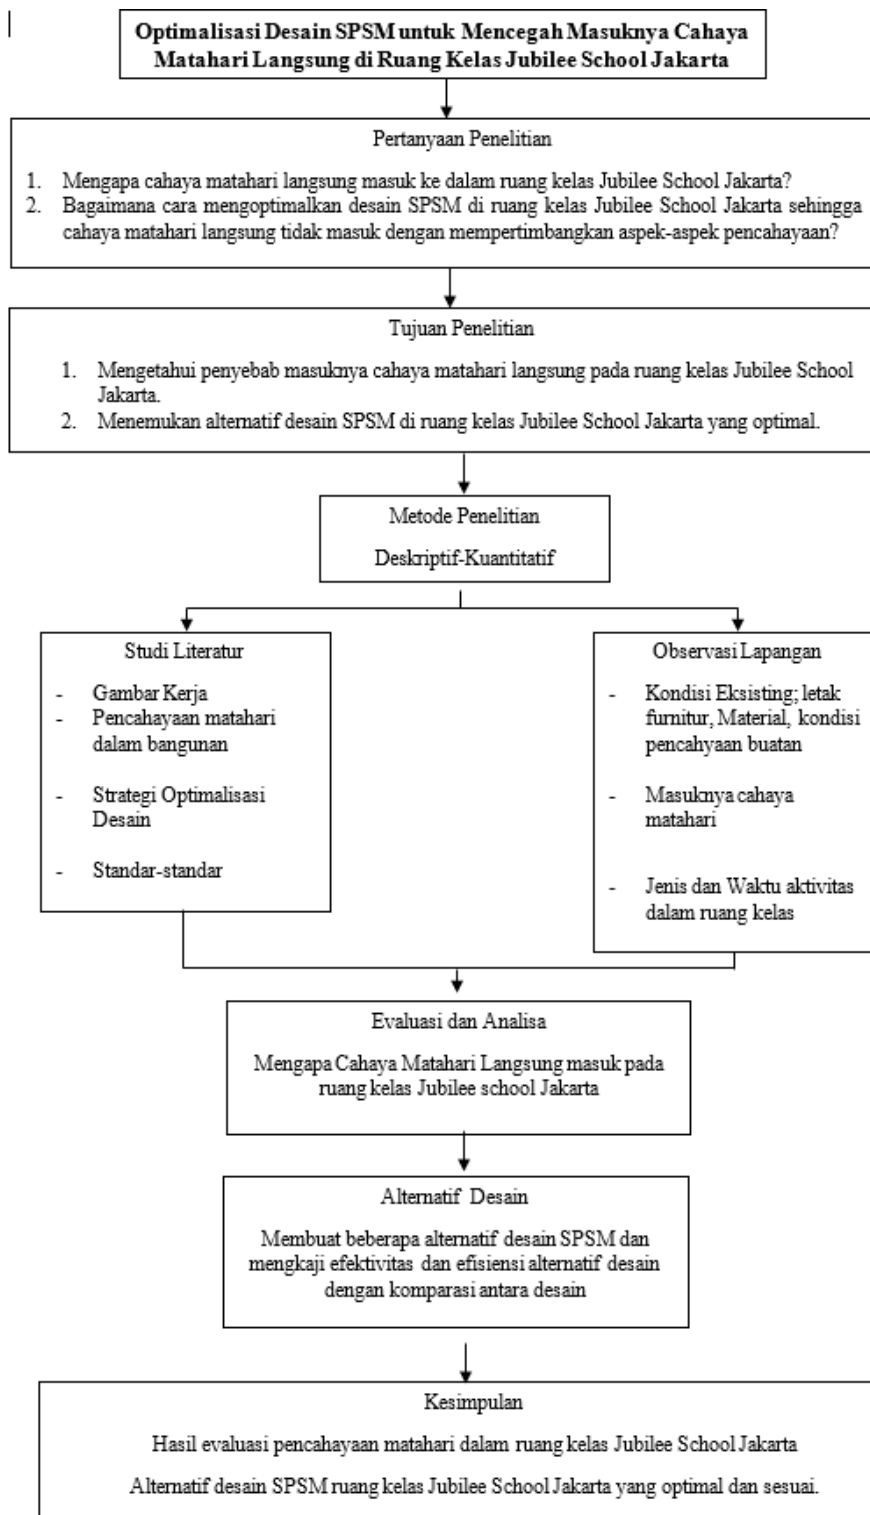 Optimalisasi Desain SPSM untuk Mencegah Masuknya Cahaya
Matahari Langsung di Ruang Kelas Jubilee School Jakarta
Pertanyaan Penelitian
1. Mengapa cahaya matahari langsung masuk ke dalam ruang kelas Jubilee School Jakarta?
2. Bagaimana cara mengoptimalkan desain SPSM di ruang kelas Jubilee School Jakarta sehingga
cahaya matahari langsung tidak masuk dengan mempertimbangkan aspek-aspek pencahayaan?
Tujuan Penelitian
1. Mengetahui penyebab masuknya cahaya matahari langsung pada ruang kelas Jubilee School
Jakarta.
2. Menemukan alternatif desain SPSM di ruang kelas Jubilee School Jakarta yang optimal.
Metode Penelitian
Deskriptif-Kuantitatif
Studi Literatur
- Gambar Kerja
- Pencahayaan matahari
dalam bangunan
- Strategi Optimalisasi
Desain
- Standar-standar
Observasi Lapangan
- Kondisi Eksisting; letak
furnitur, Material, kondisi
pencahyaan buatan
- Masuknya cahaya
matahari
- Jenis dan Waktu aktivitas
dalam ruang kelas
Evaluasi dan Analisa
Mengapa Cahaya Matahari Langsung masuk pada
ruang kelas Jubilee school Jakarta
Alternatif Desain
Membuat beberapa alternatif desain SPSM dan
mengkaji efektivitas dan efisiensi alternatif desain
dengan komparasi antara desain
Kesimpulan
Hasil evaluasi pencahayaan matahari dalam ruang kelas Jubilee School Jakarta
Alternatif desain SPSM ruang kelas Jubilee School Jakarta yang optimal dan sesuai.